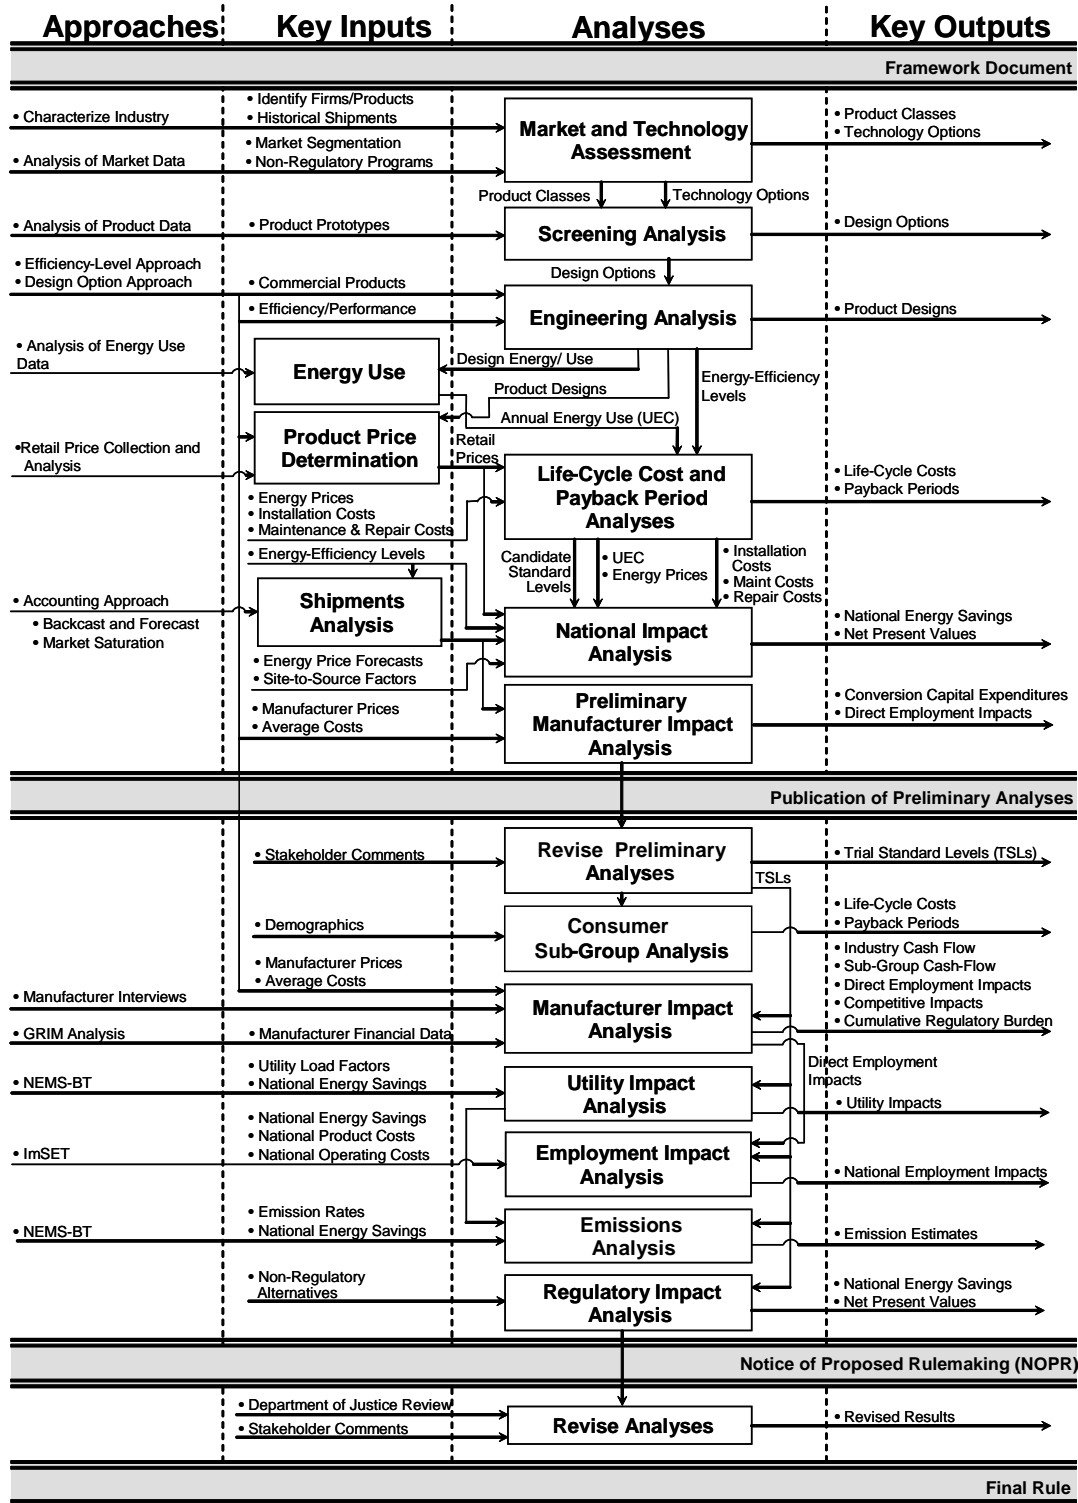 Approaches
Key Inputs
Analyses
Key Outputs
Framework Document
• Characterize Industry
• Analysis of Market Data
• Identify Firms/Products
• Historical Shipments
• Market Segmentation
• Non-Regulatory Programs
Market and Technology
Assessment
• Product Classes
• Technology Options
Product Classes
Technology Options
• Analysis of Product Data
• Product Prototypes
Screening Analysis
• Design Options
• Efficiency-Level Approach
• Design Option Approach
Design Options
• Commercial Products
• Efficiency/Performance
Engineering Analysis
• Product Designs
• Analysis of Energy Use
Data
Energy Use
Design Energy/ Use
Product Designs
Energy-Efficiency
Levels
Annual Energy Use (UEC)
•Retail Price Collection and
Analysis
Product Price
Determination
Retail
Prices
Life-Cycle Cost and
Payback Period
Analyses
• Life-Cycle Costs
• Payback Periods
• Energy Prices
• Installation Costs
• Maintenance & Repair Costs
• Energy-Efficiency Levels
Candidate
Standard
Levels
• UEC
• Energy Prices
• Installation
Costs
• Maint Costs
• Repair Costs
• Accounting Approach
• Backcast and Forecast
• Market Saturation
Shipments
Analysis
National Impact
Analysis
• National Energy Savings
• Net Present Values
• Energy Price Forecasts
• Site-to-Source Factors
• Manufacturer Prices
• Average Costs
Preliminary
Manufacturer Impact
Analysis
• Conversion Capital Expenditures
• Direct Employment Impacts
Publication of Preliminary Analyses
• Stakeholder Comments
Revise Preliminary
Analyses
• Trial Standard Levels (TSLs)
TSLs
• Demographics
Consumer
Sub-Group Analysis
• Life-Cycle Costs
• Payback Periods
• Manufacturer Interviews
• GRIM Analysis
• Manufacturer Prices
• Average Costs
• Manufacturer Financial Data
Manufacturer Impact
Analysis
• Industry Cash Flow
• Sub-Group Cash-Flow
• Direct Employment Impacts
• Competitive Impacts
• Cumulative Regulatory Burden
Direct Employment
Impacts
• NEMS-BT
• Utility Load Factors
• National Energy Savings
Utility Impact
Analysis
• Utility Impacts
• ImSET
• National Energy Savings
• National Product Costs
• National Operating Costs
Employment Impact
Analysis
• National Employment Impacts
• NEMS-BT
• Emission Rates
• National Energy Savings
Emissions
Analysis
• Emission Estimates
• Non-Regulatory
Alternatives
Regulatory Impact
Analysis
• National Energy Savings
• Net Present Values
Notice of Proposed Rulemaking (NOPR)
• Department of Justice Review
• Stakeholder Comments
Revise Analyses
• Revised Results
Final Rule